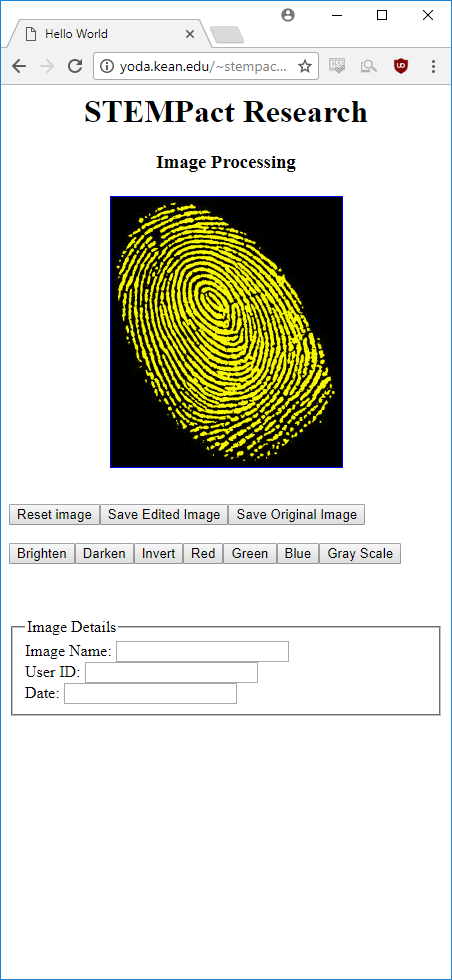 Hello World
yoda.kean.edu/~stempac...
STEMPact Research
Image Processing
Reset image Save Edited Image Save Original Image
Brighten Darken Invert Red Green Blue Gray Scale
Image Details
Image Name:
User ID:
Date: